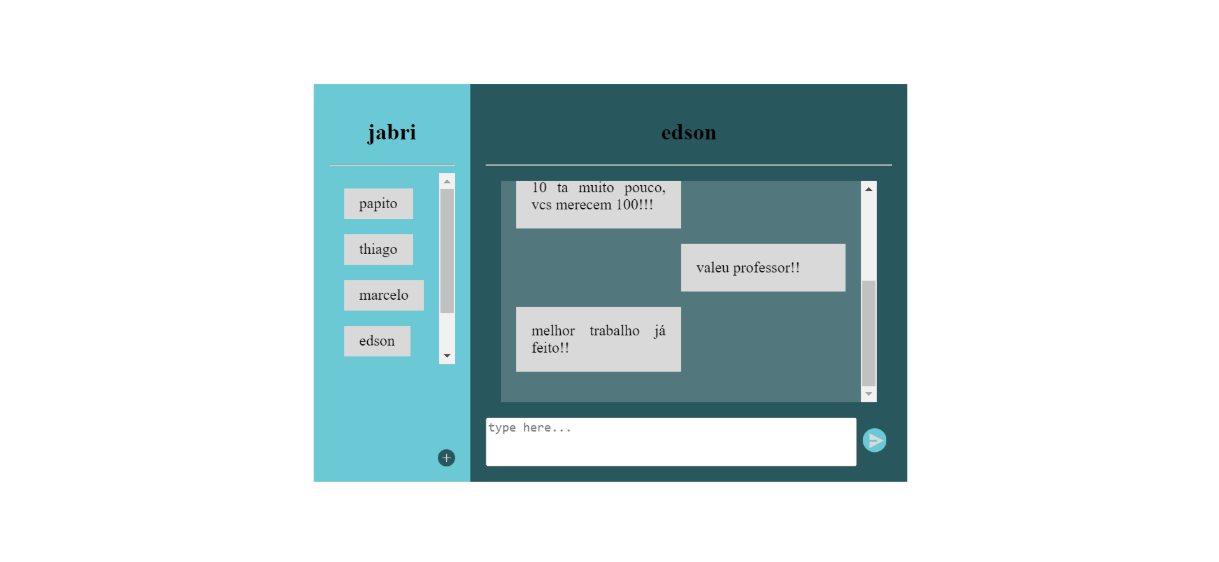 jabri
papito
thiago
marcelo
edson
edson
10 ta muito pouco,
vcs merecem 100!!!
valeu professor!!
melhor trabalho já
feito!!
type here...